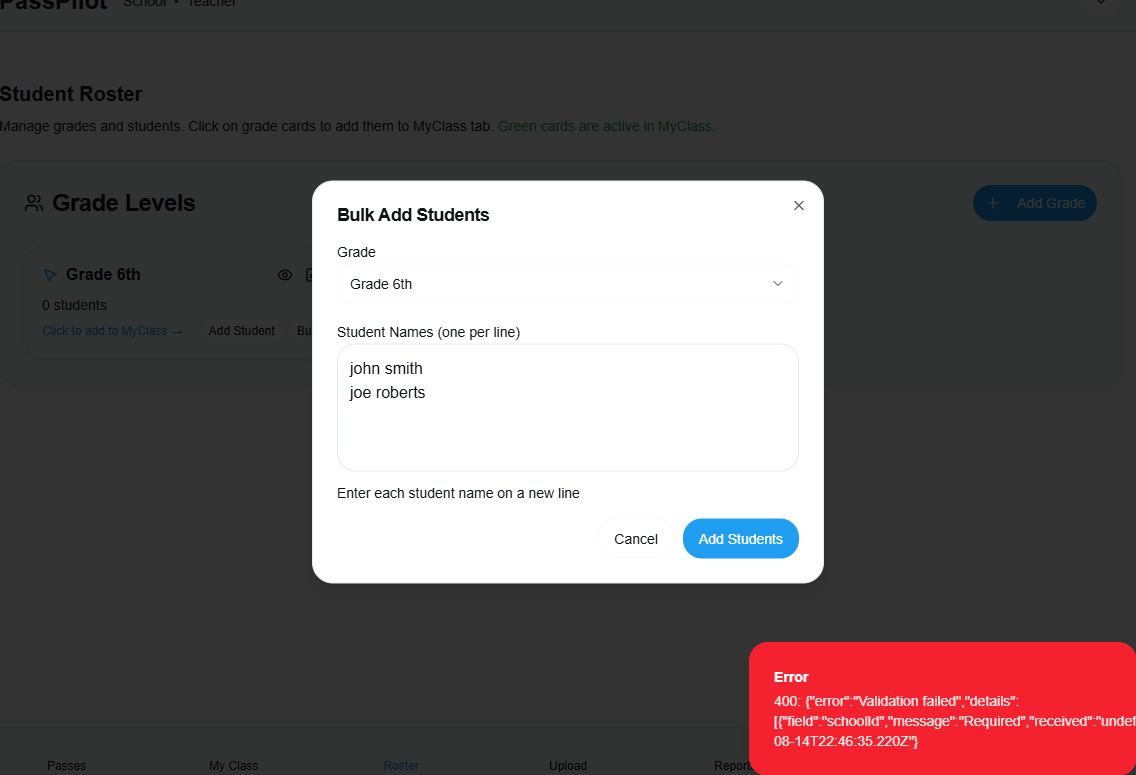 PassPilot School • Teacher
Student Roster
Manage grades and students. Click on grade cards to add them to MyClass tab. Green cards are active in MyClass.
Grade Levels
+ Add Grade
Grade 6th
0 students
Click to add to MyClass → Add Student Bu
Bulk Add Students
Grade
Grade 6th
Student Names (one per line)
john smith
joe roberts
Enter each student name on a new line
Cancel Add Students
Error
400: {"error":"Validation failed","details":
[{"field":"schoolId","message":"Required","received":"undef
08-14T22:46:35.220Z"}
Passes My Class Roster Upload Report